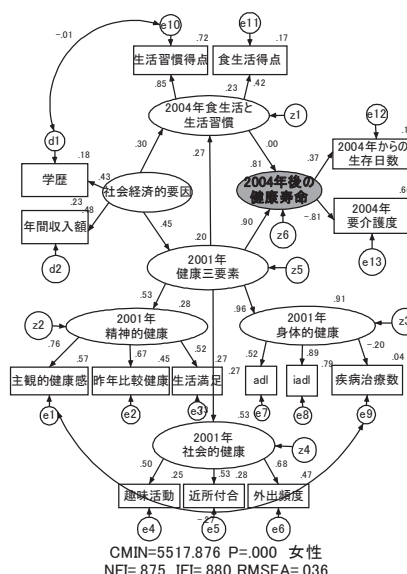 -.01
e10
e11
.72
.17
生活習慣得点
食生活得点
.85
.23
.42
2004年食生活と
生活習慣
z1
e12
d1
.30
.00
.18
.27
.81
.37
2004年からの
生存日数
学歴
.43
社会経済的要因
2004年後の
健康寿命
.23
.48
年間収入額
.45
.20
.90
z6
-.81
2004年
要介護度
d2
2001年
健康三要素
z5
e13
.53
.28
.96
.91
z2
2001年
精神的健康
2001年
身体的健康
.76
.57
.67
.45
.52
.27
.27
.52
.89
.79
-.20
.04
主観的健康感
昨年比較健康
生活満足
adl
iadl
疾病治療数
e1
e2
e3
e7
e8
e9
.53
2001年
社会的健康
z4
.50
.25
.53
.28
.68
.47
趣味活動
近所付合
外出頻度
-.27
e4
e5
e6
CMIN=5517.876 P=.000 女性
NFI=.875 IFI=.880 RMSEA=.036